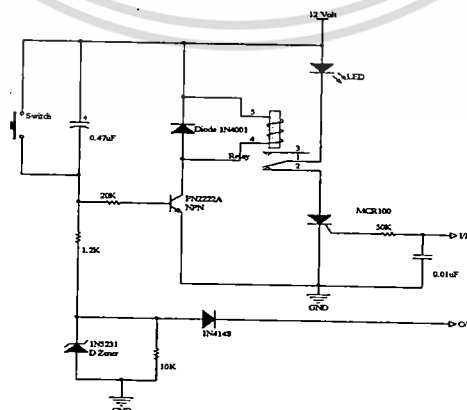 12 Volt
LED
Switch
0.47uF
Diode 1N4001
5
4
Relay
3
1
2
20K
PN2222A
NPN
MCR100
50K
I/P
1.2K
0.01uF
GND
1N4148
1N5231
D Zener
10K
GND